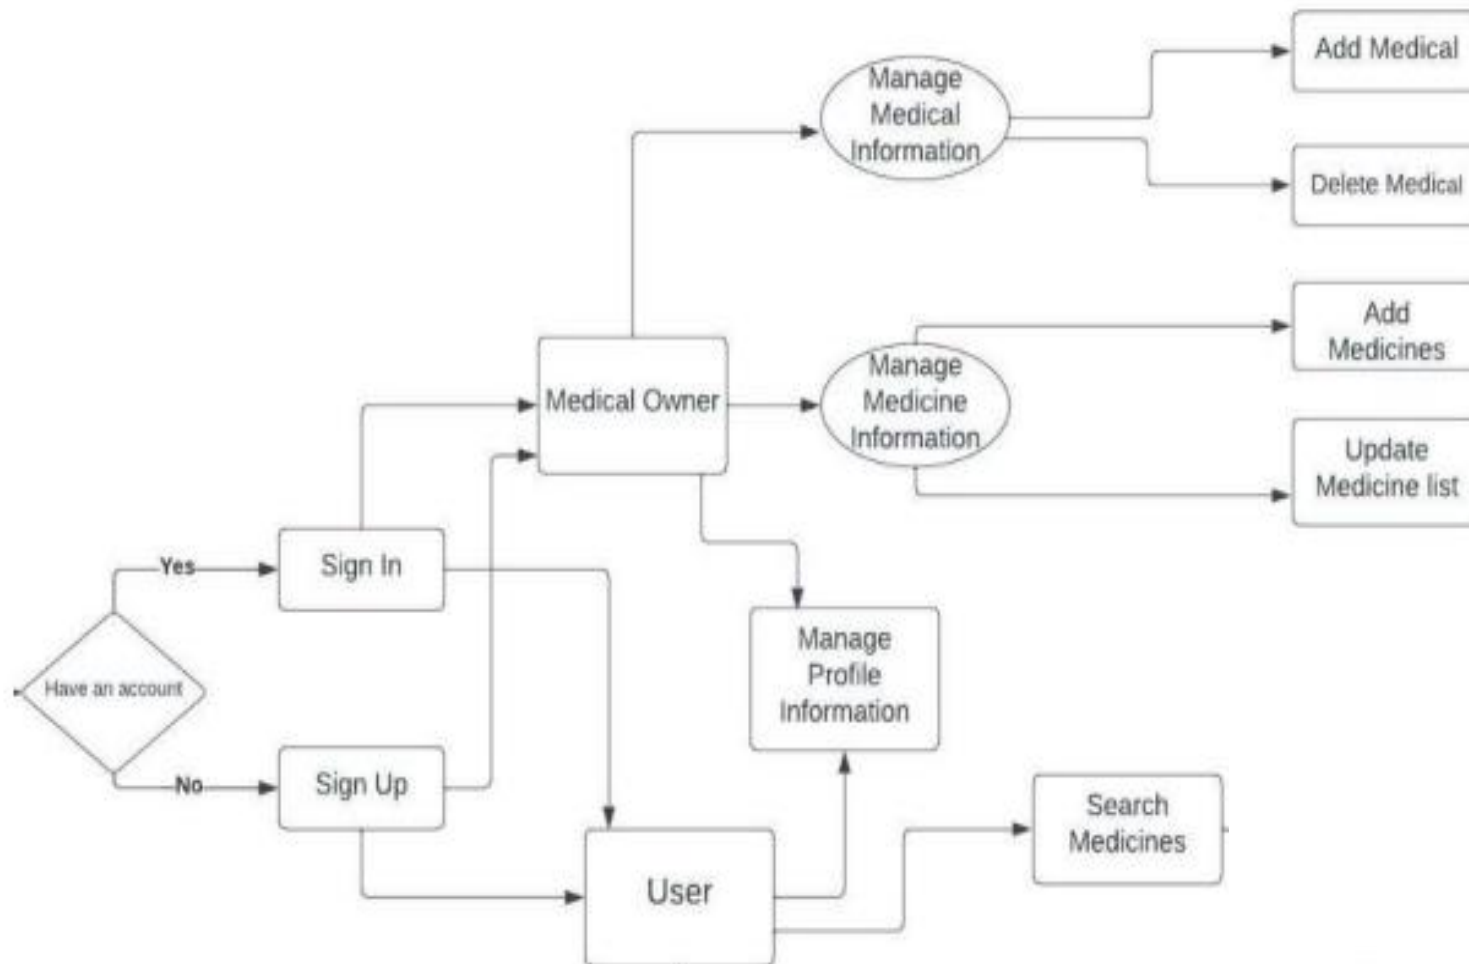 Manage
Medical
Information
Add Medical
Delete Medical
Medical Owner
Manage
Medicine
Information
Add
Medicines
Update
Medicine list
Yes
Sign In
Have an account
No
Sign Up
Manage
Profile
Information
User
Search
Medicines